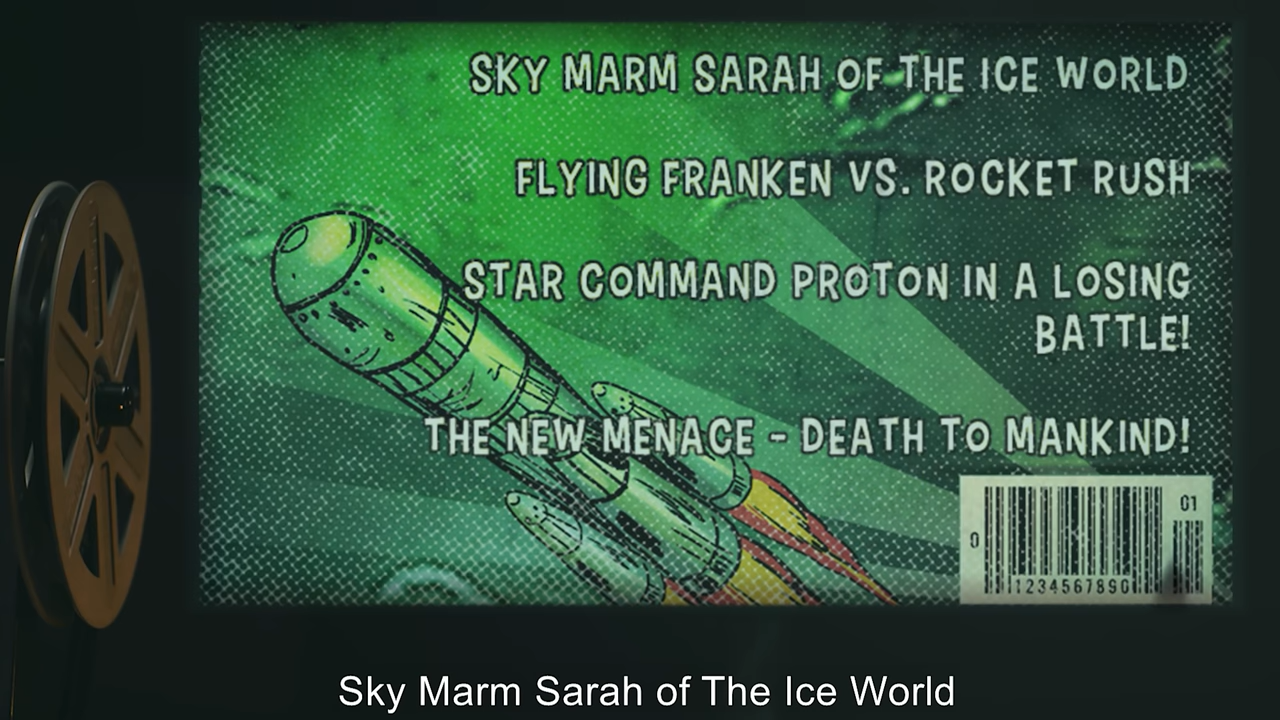 SKY MARM SARAH OF THE ICE WORLD
FLYING FRANKEN VS. ROCKET RUSH
STAR COMMAND PROTON IN A LOSING
BATTLE!
THE NEW MENACE - DEATH TO MANKIND!
01
0
1234567890
Sky Marm Sarah of The Ice World